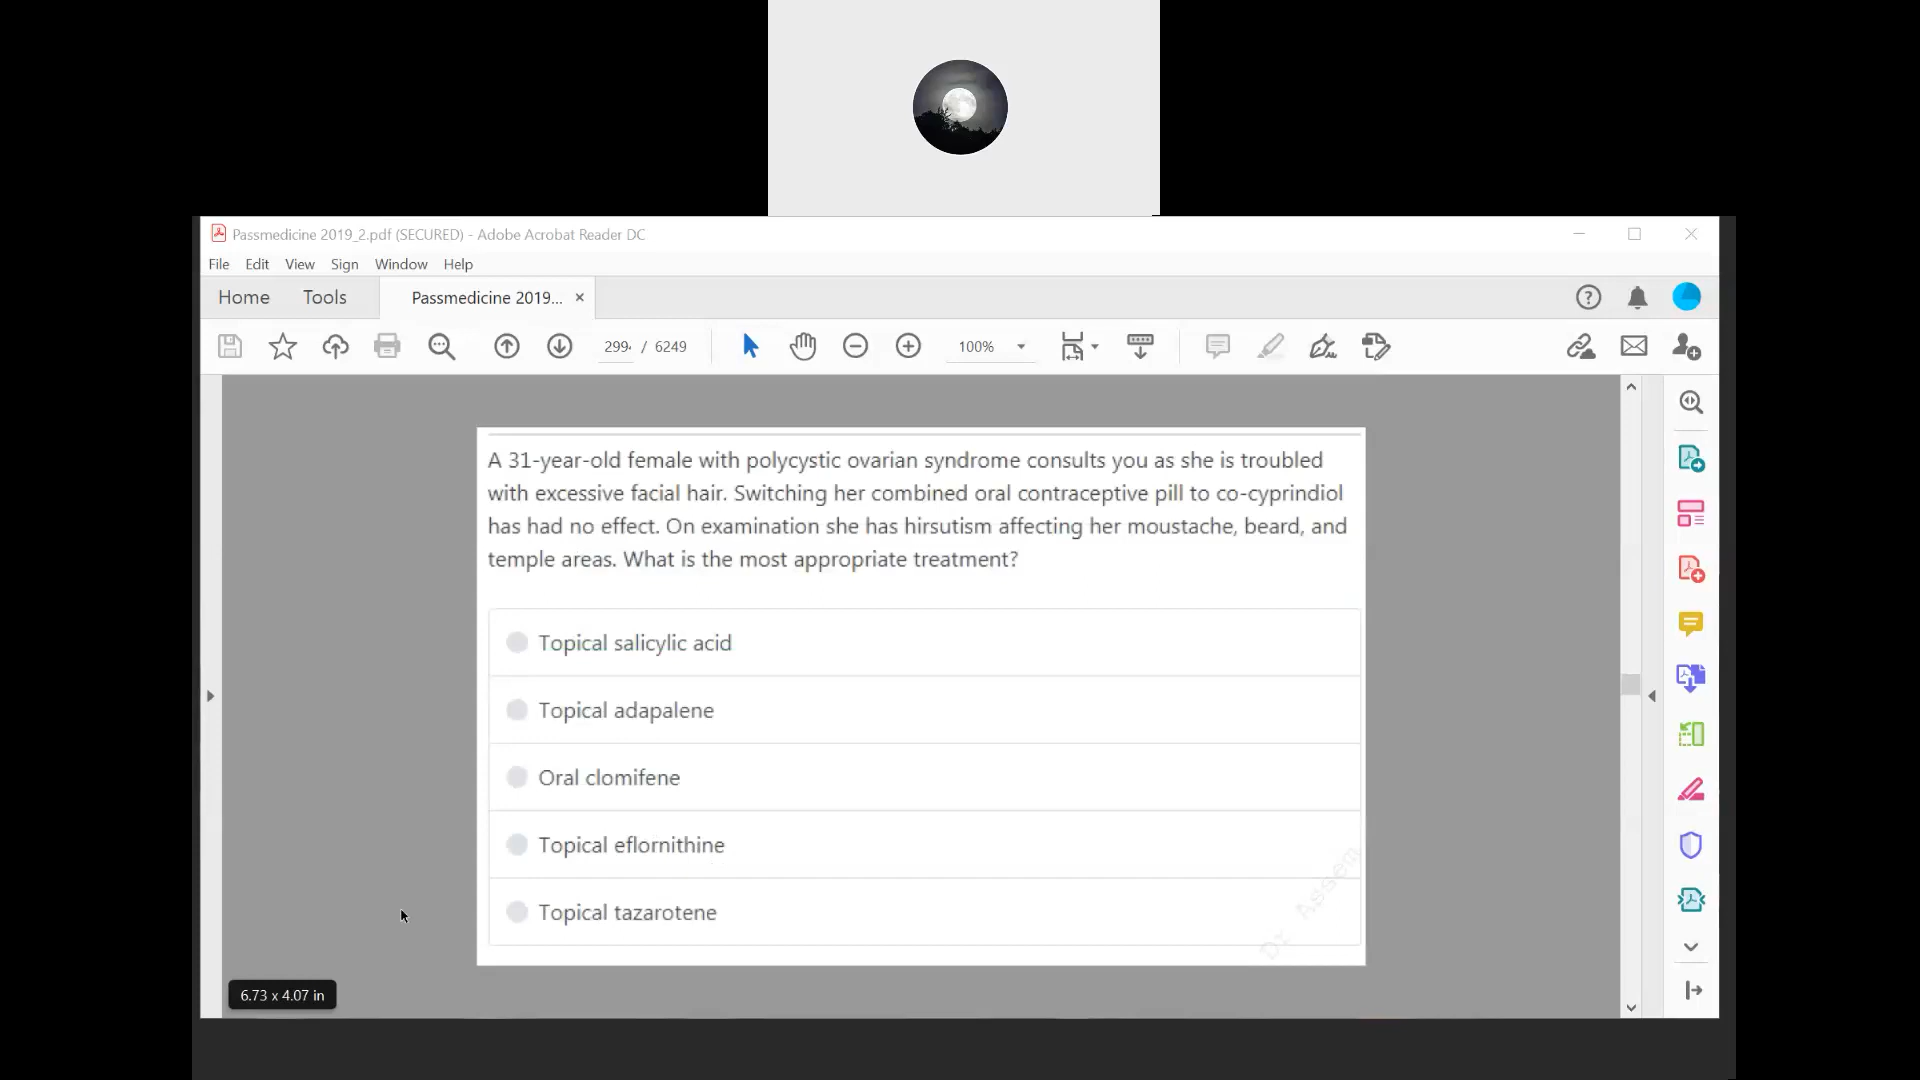 Passmedicine 2019_2.pdf (SECURED) - Adobe Acrobat Reader DC
File Edit View Sign Window Help
Home Tools Passmedicine 2019... ×
299 / 6249 100%
A 31-year-old female with polycystic ovarian syndrome consults you as she is troubled
with excessive facial hair. Switching her combined oral contraceptive pill to co-cyprindiol
has had no effect. On examination she has hirsutism affecting her moustache, beard, and
temple areas. What is the most appropriate treatment?
Topical salicylic acid
Topical adapalene
Oral clomifene
Topical eflornithine
Topical tazarotene
Dr Assem
6.73 x 4.07 in